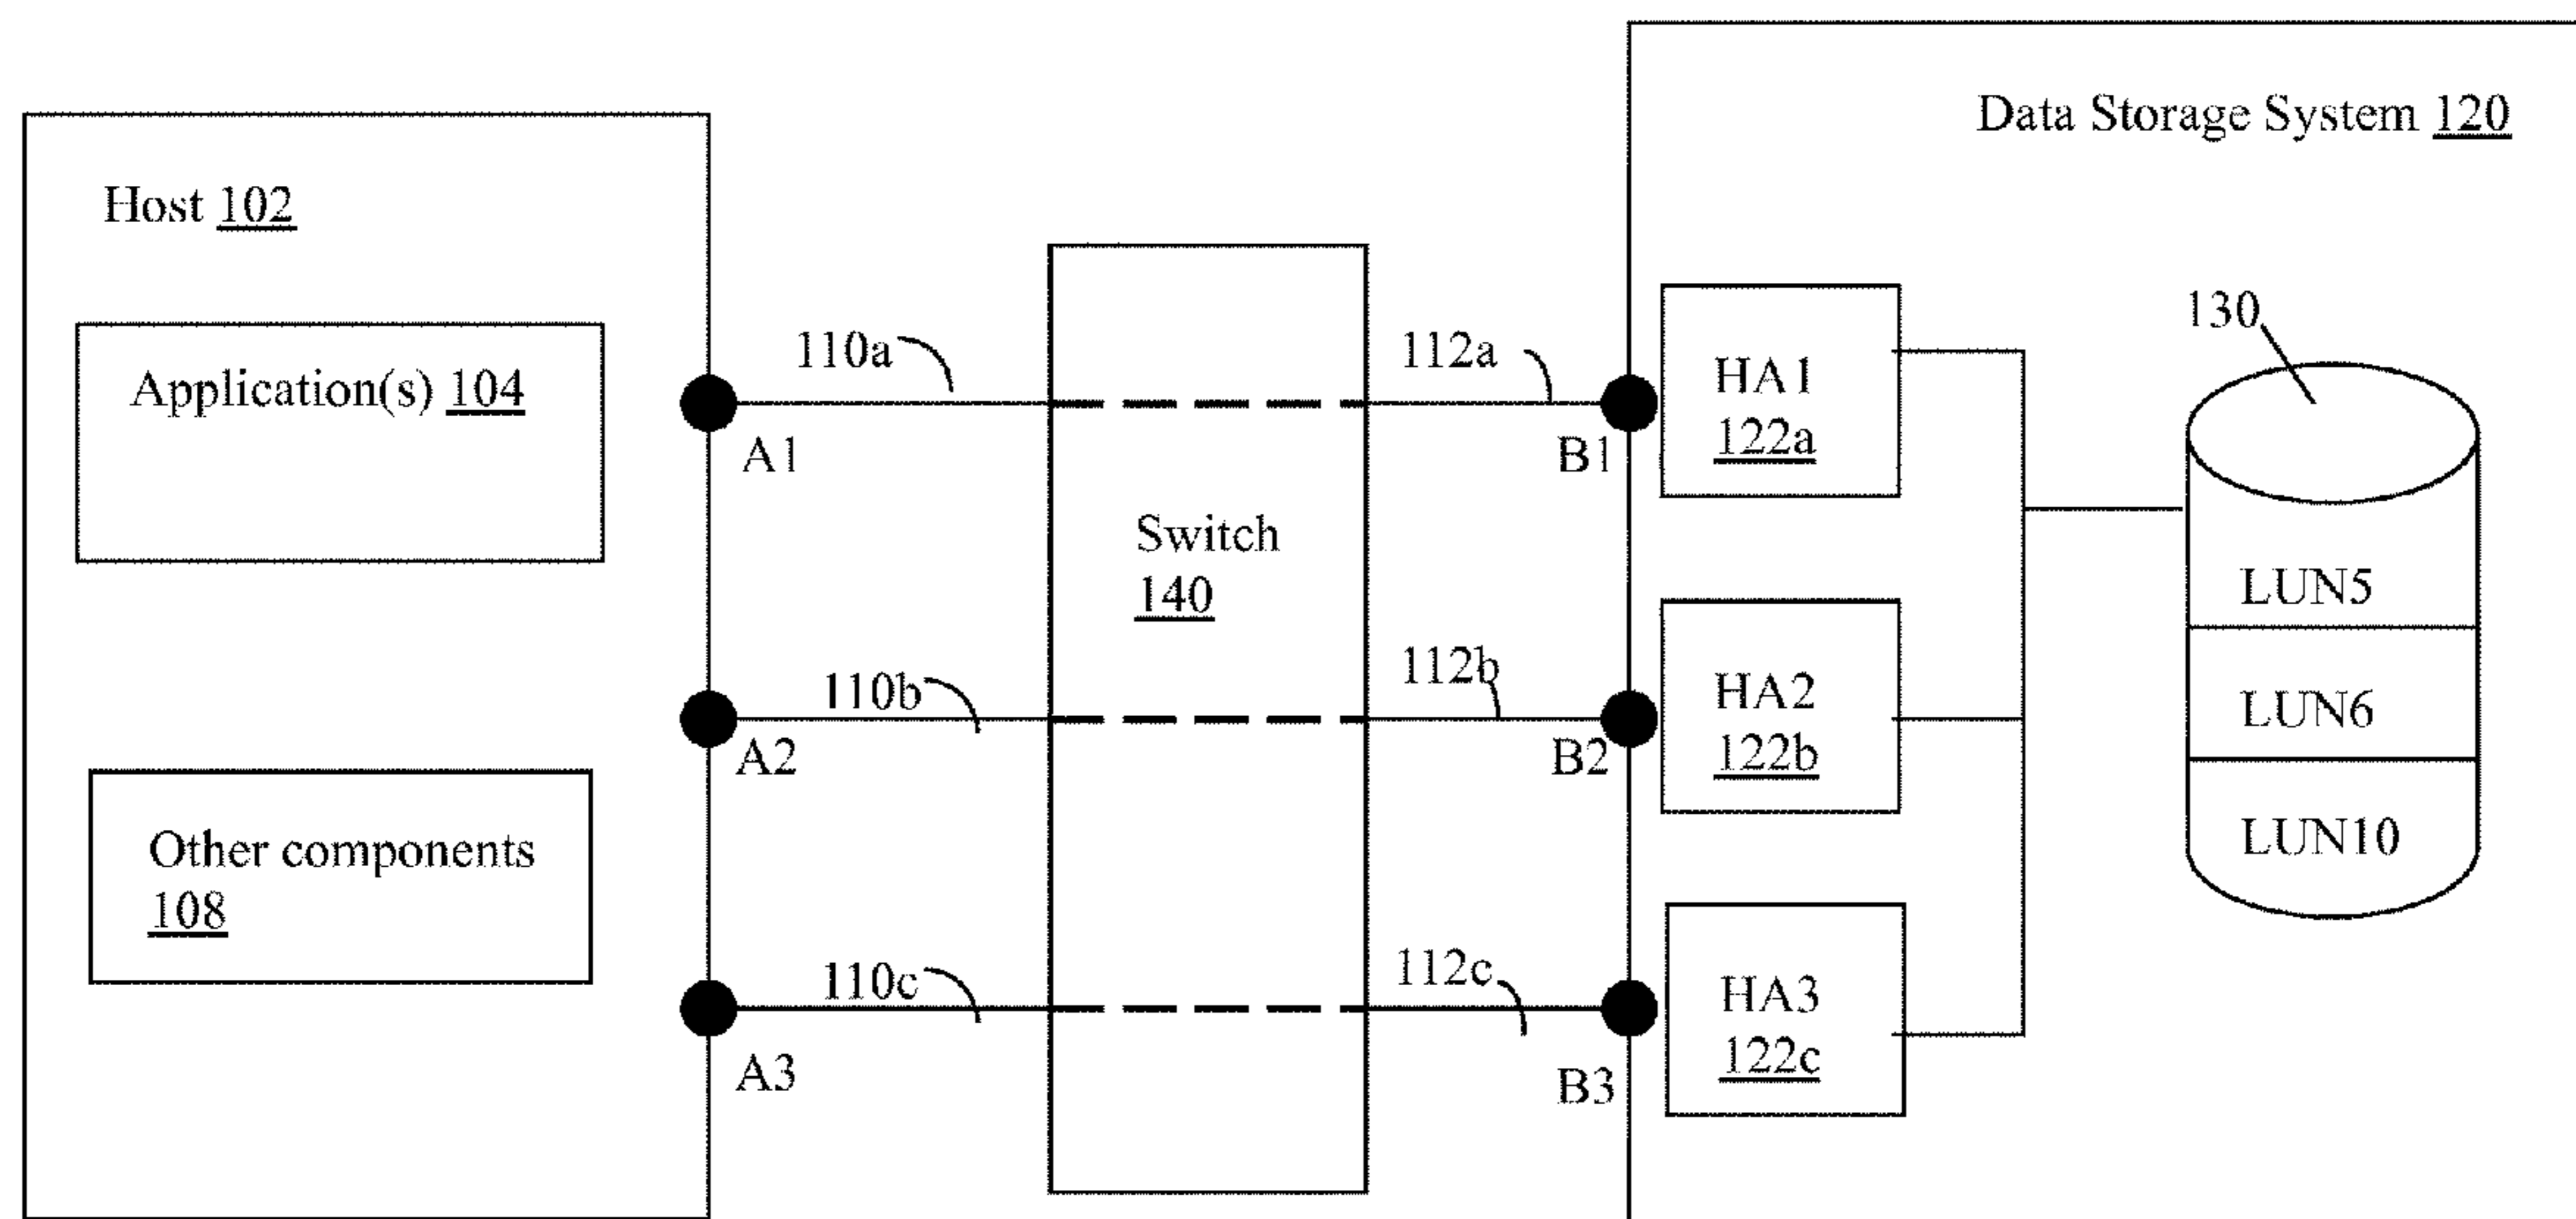 Data Storage System 120
Host 102
Application(s) 104
Other components
108
110a
A1
110b
A2
110c
A3
Switch
140
112a
B1
112b
B2
112c
B3
HA1
122a
HA2
122b
HA3
122c
130
LUN5
LUN6
LUN10